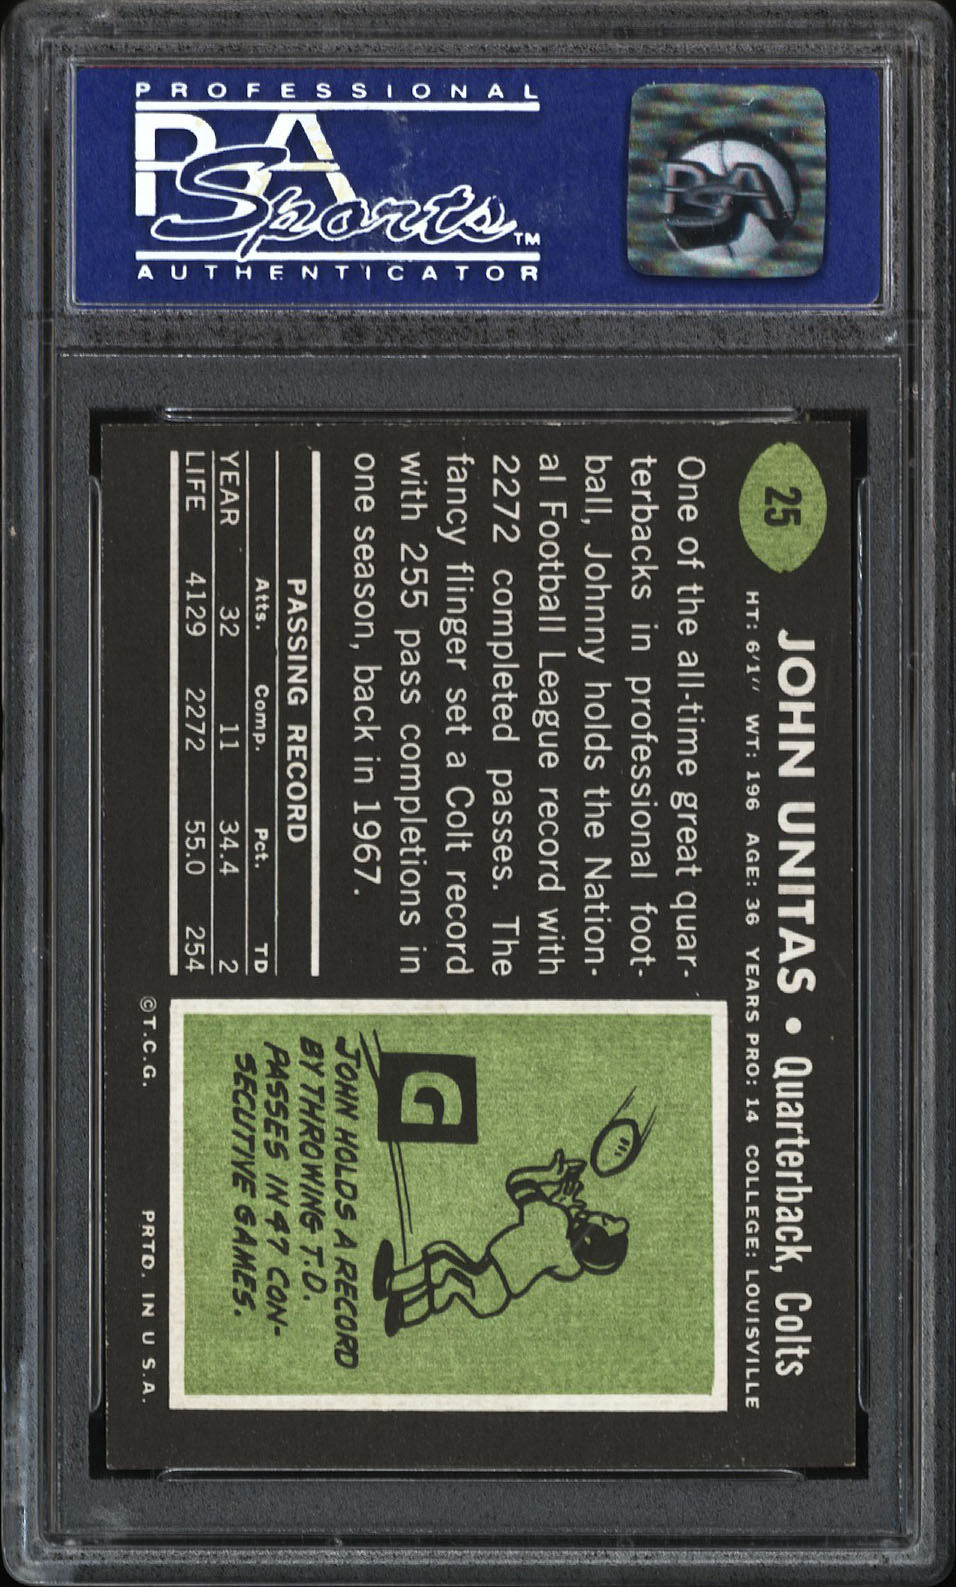 PROFESSIONAL
PSA
Sports™
AUTHENTICATOR
PSA
25
JOHN UNITAS • Quarterback, Colts
HT: 6'1" WT: 196 AGE: 36 YEARS PRO: 14 COLLEGE: LOUISVILLE
One of the all-time great quar-
terbacks in professional foot-
ball, Johnny holds the Nation-
al Football League record with
2272 completed passes. The
fancy flinger set a Colt record
with 255 pass completions in
one season, back in 1967.
PASSING RECORD
Atts. Comp. Pct. TD
YEAR 32 11 34.4 2
LIFE 4129 2272 55.0 254
G
JOHN HOLDS A RECORD
BY THROWING T.D.
PASSES IN 47 CON-
SECUTIVE GAMES.
©T.C.G. PRTD. IN U S.A.